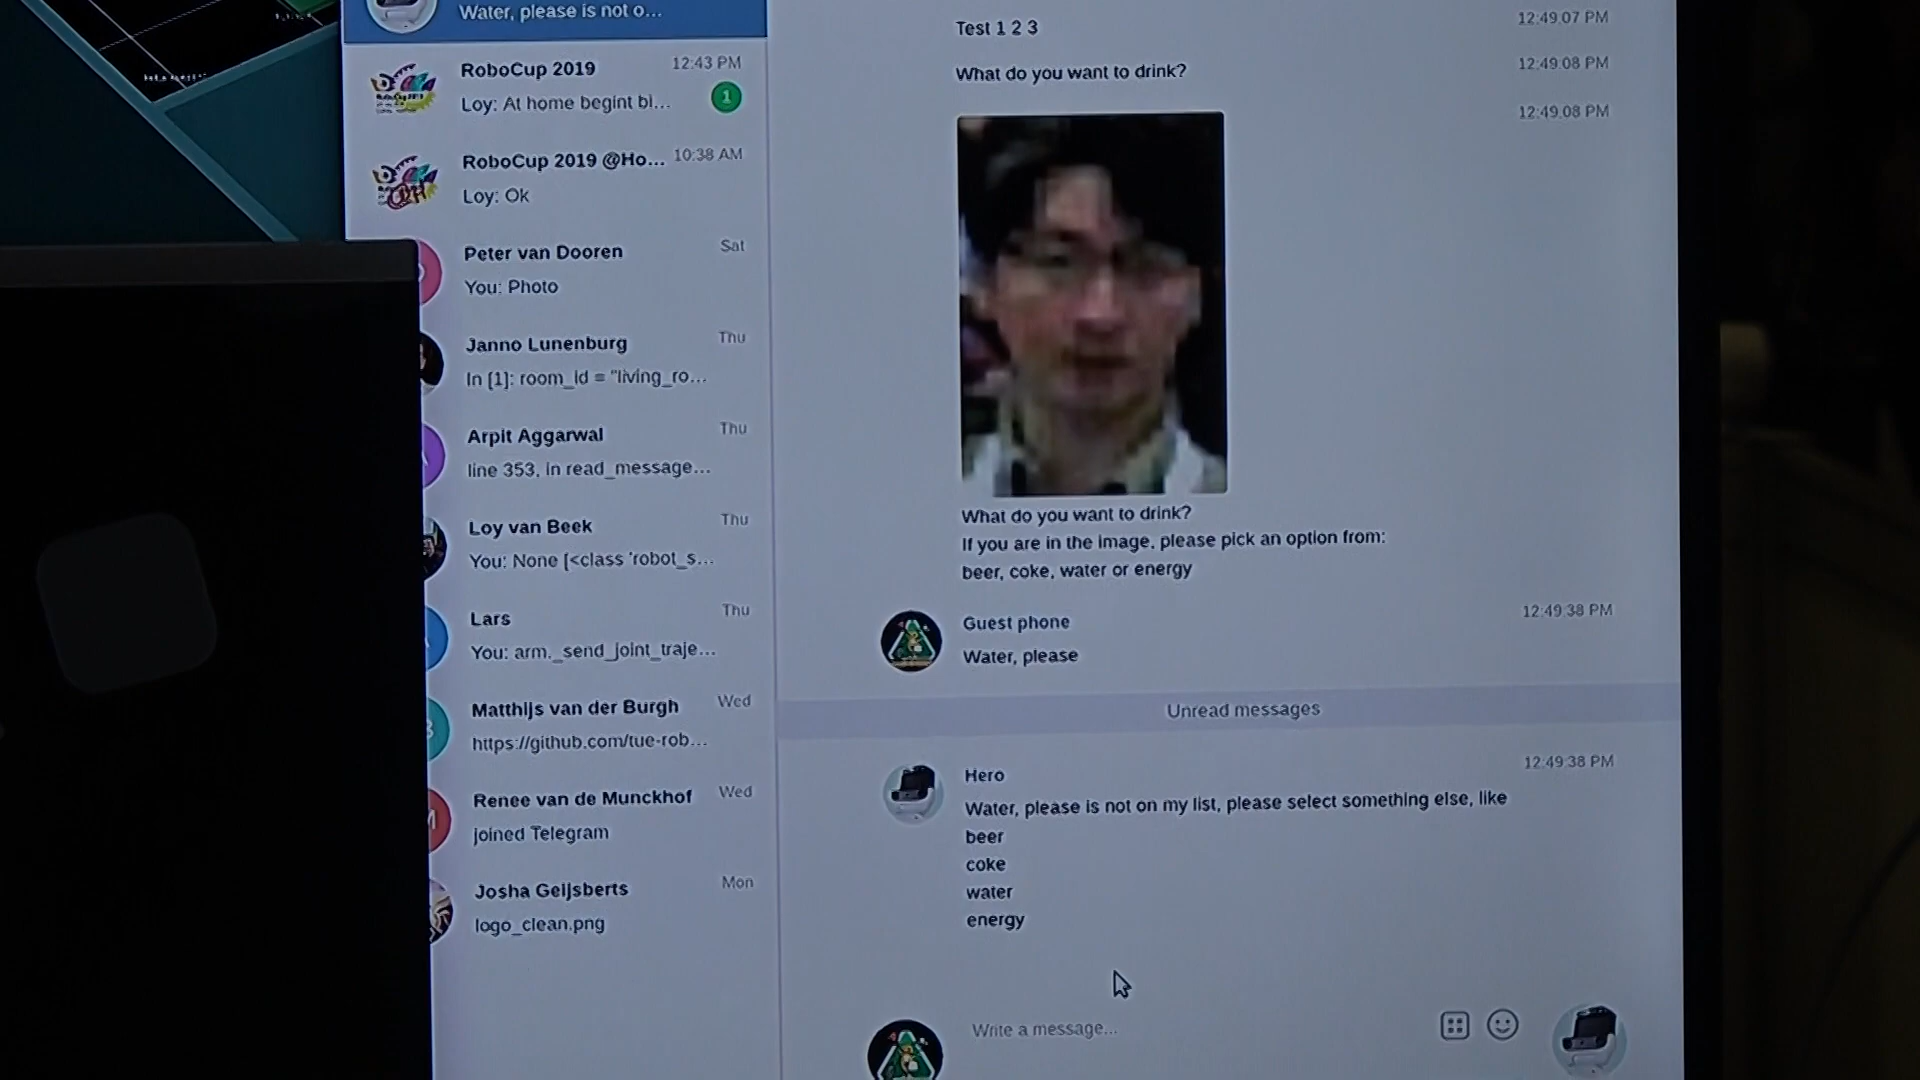 Water, please is not o...
RoboCup 2019 12:43 PM
Loy: At home begint bl... 1
RoboCup 2019 @Ho... 10:38 AM
Loy: Ok
Peter van Dooren Sat
You: Photo
Janno Lunenburg Thu
In [1]: room_id = "living_ro...
Arpit Aggarwal Thu
line 353, in read_message...
Loy van Beek Thu
You: None [<class 'robot_s...
Lars Thu
You: arm._send_joint_traje...
Matthijs van der Burgh Wed
https://github.com/tue-rob...
Renee van de Munckhof Wed
joined Telegram
Josha Geijsberts Mon
logo_clean.png
Test 1 2 3 12:49:07 PM
What do you want to drink? 12:49:08 PM
12:49:08 PM
What do you want to drink?
If you are in the image, please pick an option from:
beer, coke, water or energy
Guest phone 12:49:38 PM
Water, please
Unread messages
Hero 12:49:38 PM
Water, please is not on my list, please select something else, like
beer
coke
water
energy
Write a message...